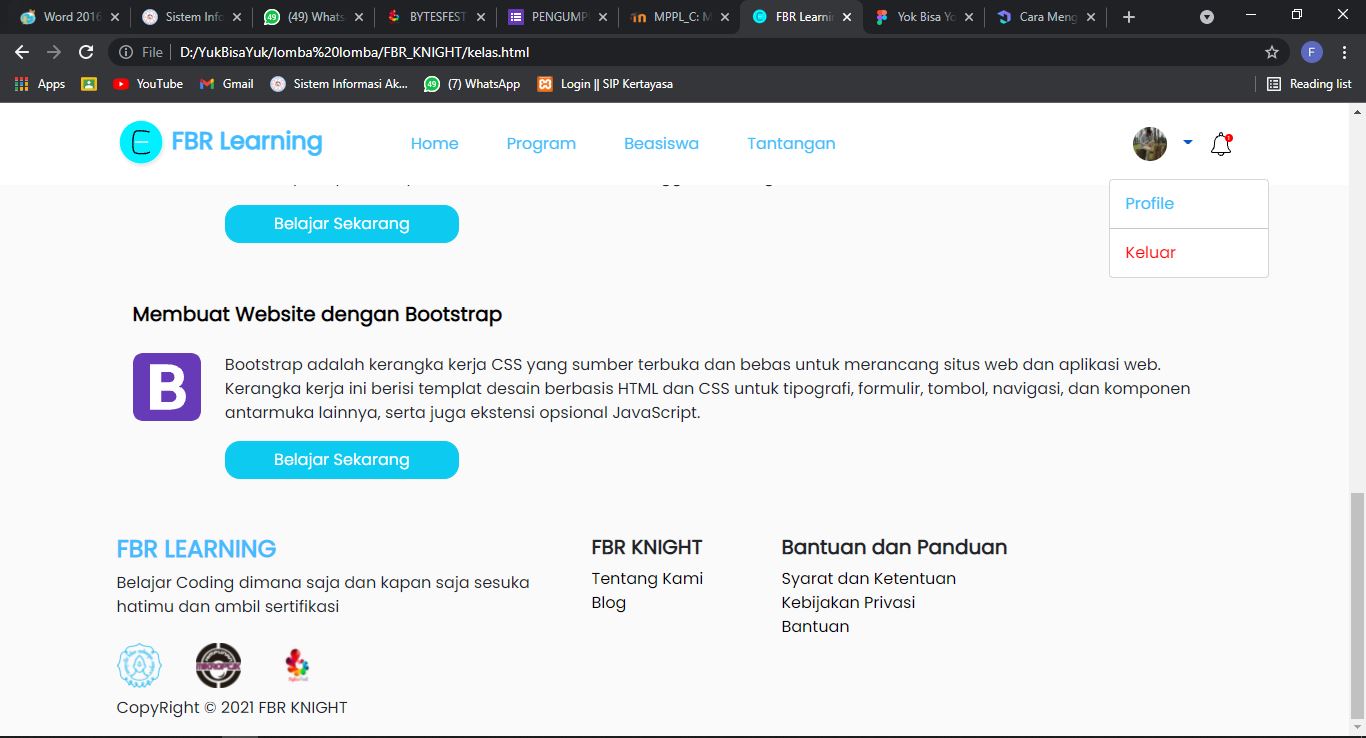 Word 2016
Sistem Info
(49) Whats
BYTESFEST
PENGUMP
MPPL_C: M
FBR Learnin
Yok Bisa Yo
Cara Meng
File
D:/YukBisaYuk/lomba%20lomba/FBR_KNIGHT/kelas.html
F
Apps
YouTube
Gmail
Sistem Informasi Ak...
(7) WhatsApp
Login || SIP Kertayasa
Reading list
FBR Learning
Home
Program
Beasiswa
Tantangan
Profile
Keluar
Belajar Sekarang
Membuat Website dengan Bootstrap
B
Bootstrap adalah kerangka kerja CSS yang sumber terbuka dan bebas untuk merancang situs web dan aplikasi web.
Kerangka kerja ini berisi templat desain berbasis HTML dan CSS untuk tipografi, formulir, tombol, navigasi, dan komponen
antarmuka lainnya, serta juga ekstensi opsional JavaScript.
Belajar Sekarang
FBR LEARNING
Belajar Coding dimana saja dan kapan saja sesuka
hatimu dan ambil sertifikasi
FBR KNIGHT
Tentang Kami
Blog
Bantuan dan Panduan
Syarat dan Ketentuan
Kebijakan Privasi
Bantuan
CopyRight © 2021 FBR KNIGHT